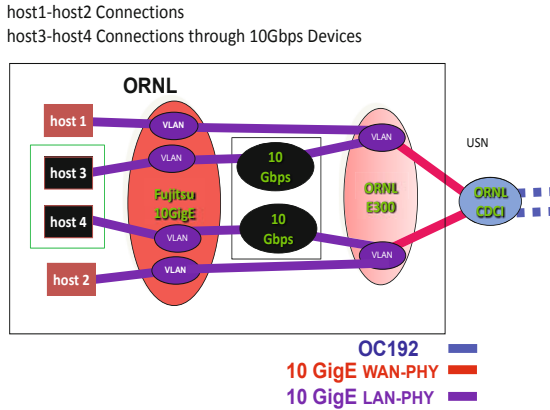 host1-host2 Connections
host3-host4 Connections through 10Gbps Devices
ORNL
host 1
VLAN
VLAN
USN
host 3
VLAN
10
Gbps
Fujitsu
10GigE
ORNL
E300
ORNL
CDCI
host 4
10
Gbps
VLAN
VLAN
host 2
VLAN
OC192
10 GigE WAN-PHY
10 GigE LAN-PHY